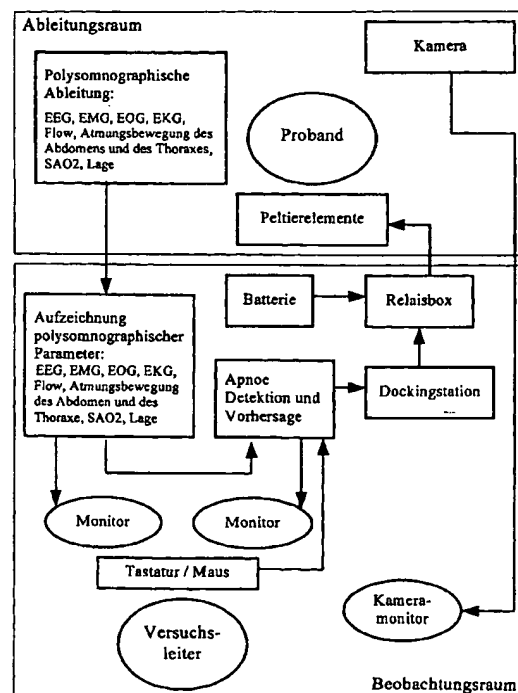 Ableitungsraum
Kamera
Polysomnographische
Ableitung:
EEG, EMG, EOG, EKG,
Flow, Atmungsbewegung des
Abdomens und des Thoraxes,
SAO2, Lage
Proband
Peltierelemente
Batterie
Relaisbox
Aufzeichnung
polysomnographischer
Parameter:
EEG, EMG, EOG, EKG
Flow, Atmungsbewegung
des Abdomen und des
Thoraxe, SAO2, Lage
Apnoe
Detektion und
Vorhersage
Dockingstation
Monitor
Monitor
Tastatur / Maus
Versuchs-
leiter
Kamera-
monitor
Beobachtungsraum